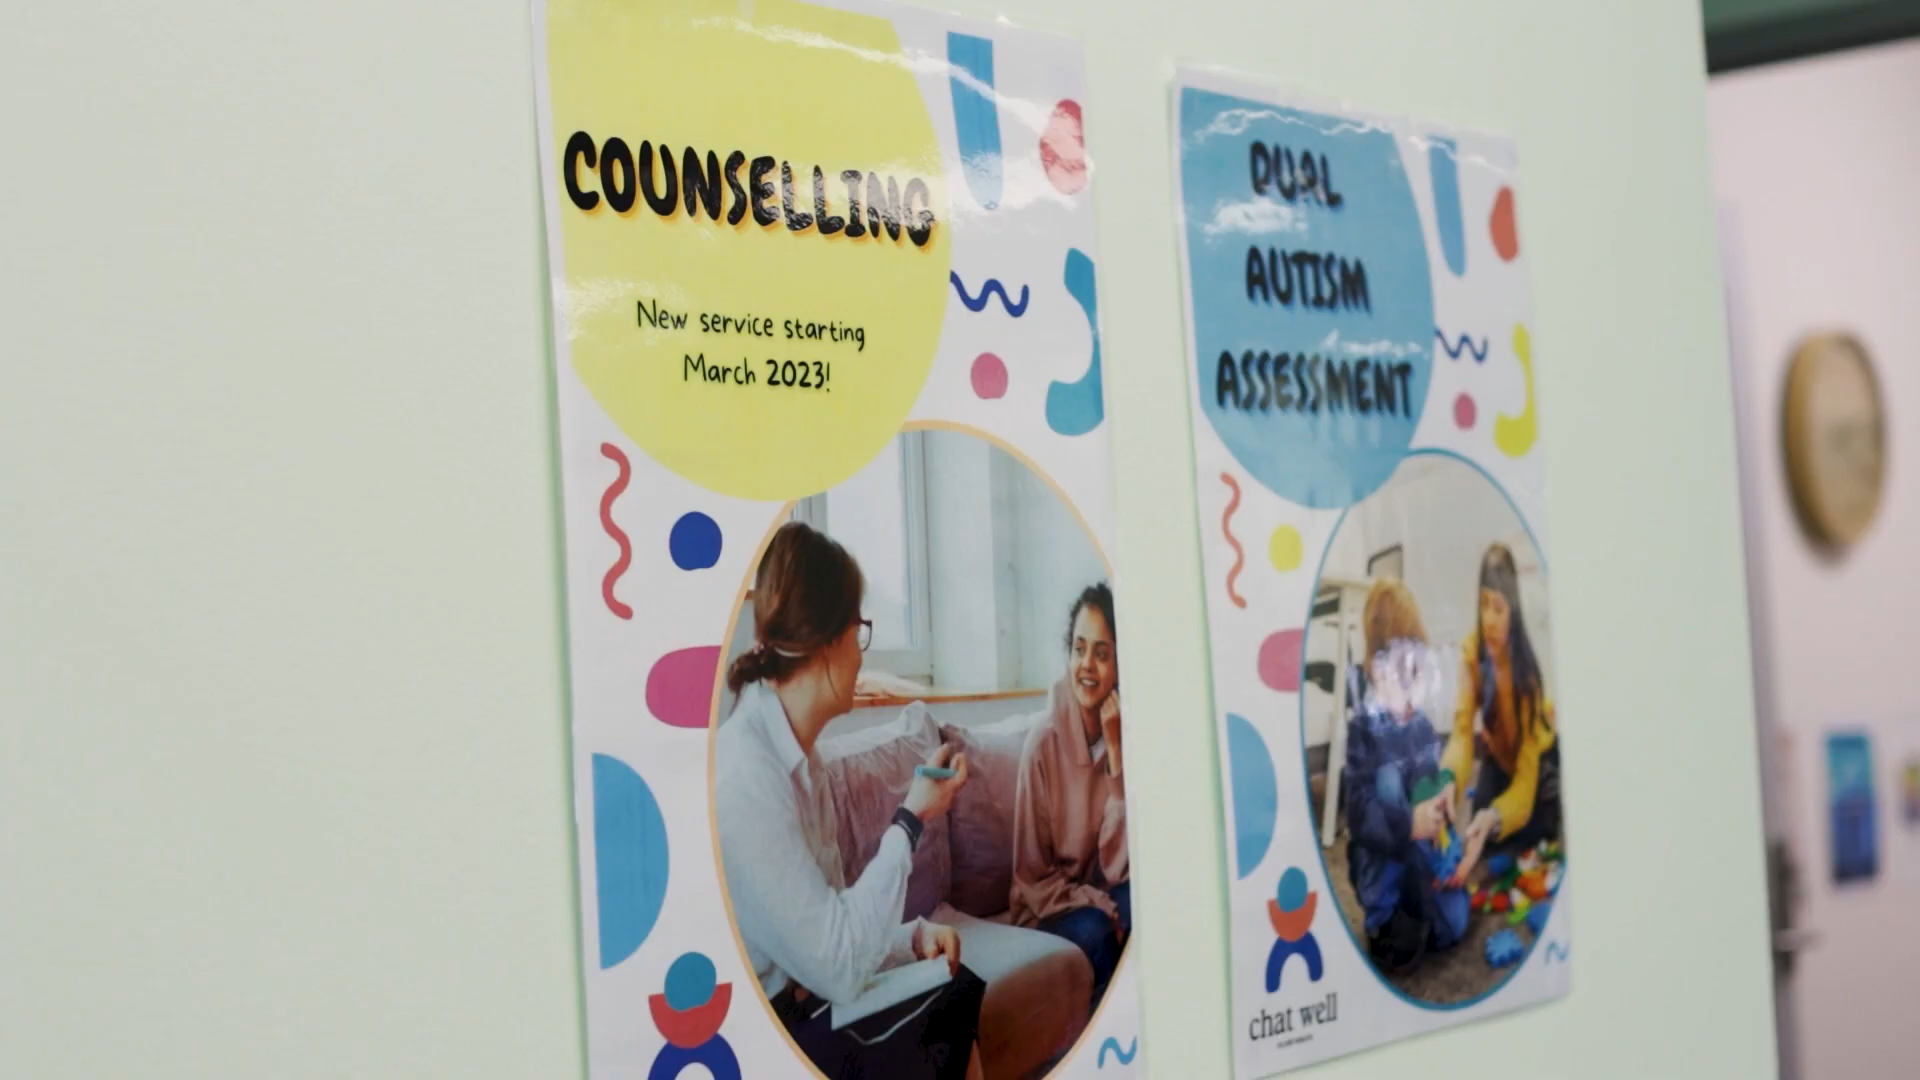 COUNSELLING
New service starting
March 2023!
DUAL
AUTISM
ASSESSMENT
chat well